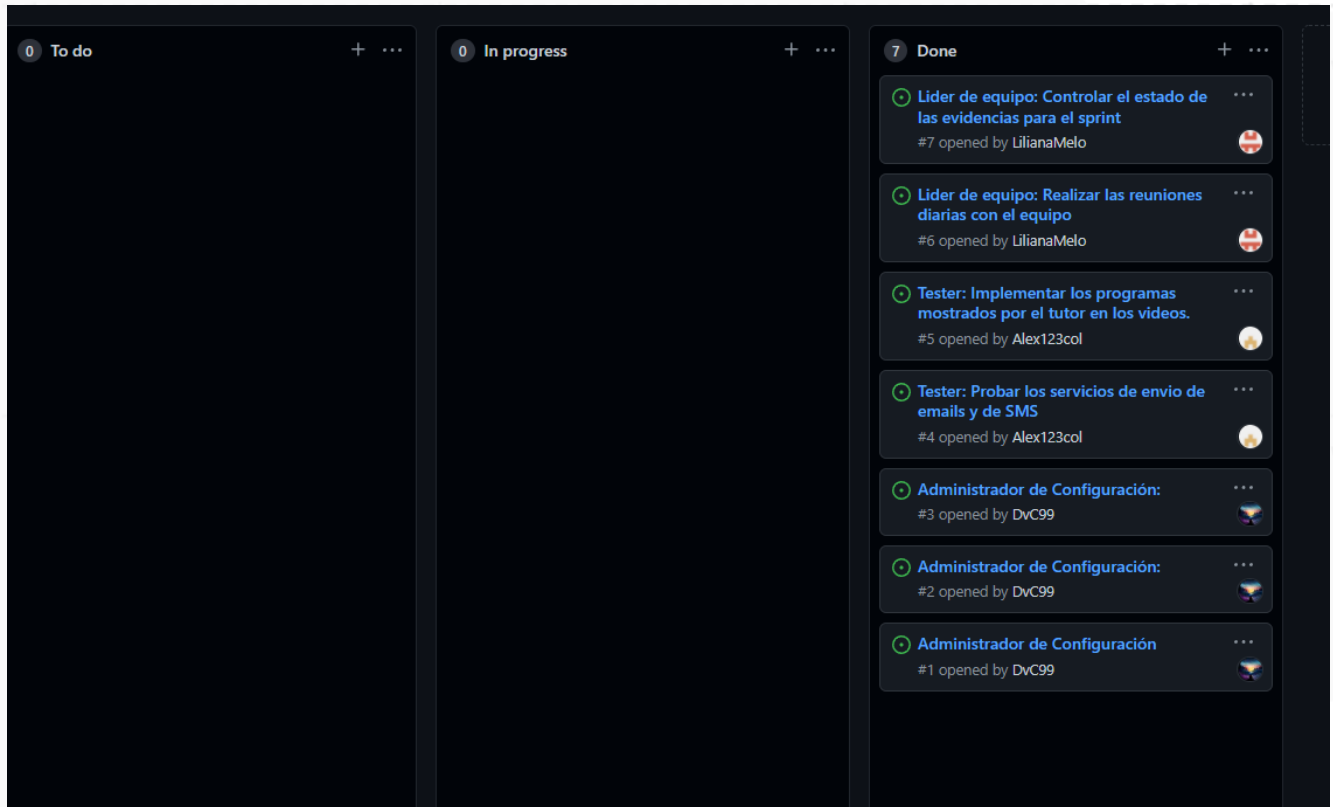 0 To do
0 In progress
7 Done
Lider de equipo: Controlar el estado de
las evidencias para el sprint
#7 opened by LilianaMelo
Lider de equipo: Realizar las reuniones
diarias con el equipo
#6 opened by LilianaMelo
Tester: Implementar los programas
mostrados por el tutor en los videos.
#5 opened by Alex123col
Tester: Probar los servicios de envio de
emails y de SMS
#4 opened by Alex123col
Administrador de Configuración:
#3 opened by DvC99
Administrador de Configuración:
#2 opened by DvC99
Administrador de Configuración
#1 opened by DvC99